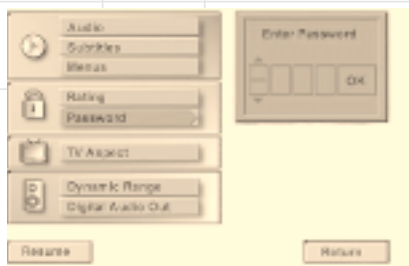 Audio
Subtitles
Menus
Rating
Password
TV Aspect
Dynamic Range
Digital Audio Out
Enter Password
OK
Resume
Return